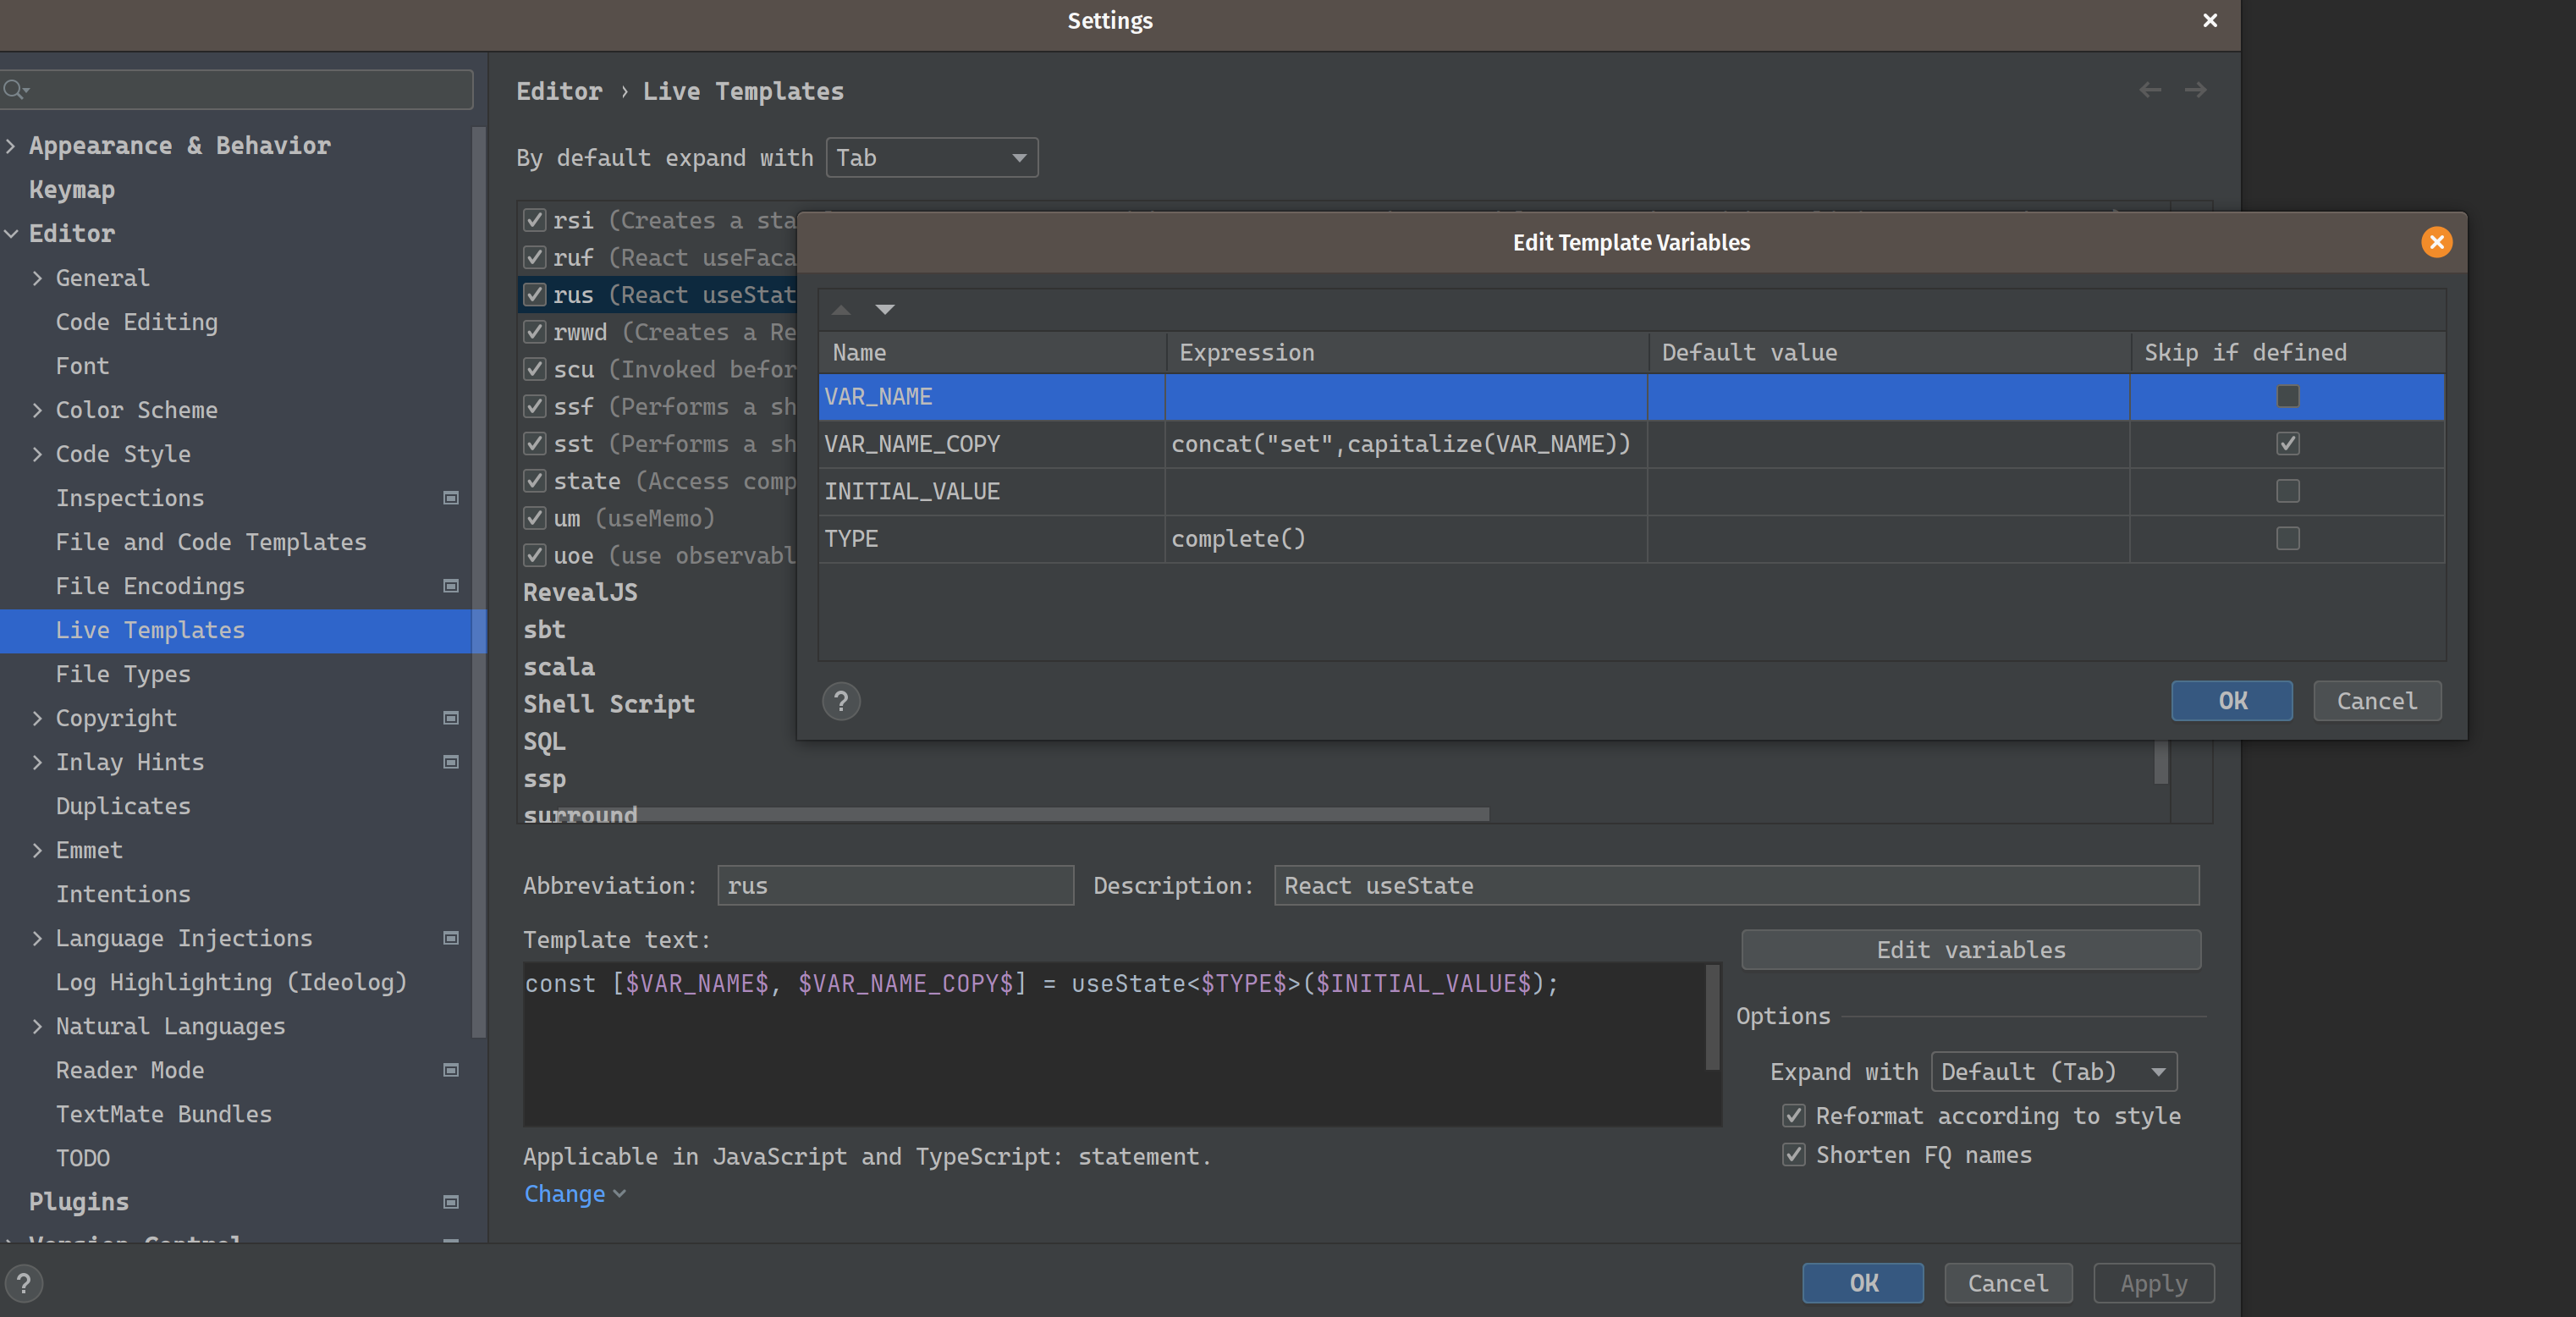 Settings
Appearance & Behavior
Keymap
Editor
General
Code Editing
Font
Color Scheme
Code Style
Inspections
File and Code Templates
File Encodings
Live Templates
File Types
Copyright
Inlay Hints
Duplicates
Emmet
Intentions
Language Injections
Log Highlighting (Ideolog)
Natural Languages
Reader Mode
TextMate Bundles
TODO
Plugins
Version Control
Editor › Live Templates
By default expand with Tab
rsi (Creates a sta
ruf (React useFaca
rus (React useStat
rwwd (Creates a Re
scu (Invoked befor
ssf (Performs a sh
sst (Performs a sh
state (Access comp
um (useMemo)
uoe (use observabl
RevealJS
sbt
scala
Shell Script
SQL
ssp
surround
Edit Template Variables
Name Expression Default value Skip if defined
VAR_NAME
VAR_NAME_COPY concat("set",capitalize(VAR_NAME))
INITIAL_VALUE
TYPE complete()
? OK Cancel
Abbreviation: rus Description: React useState
Template text:
Edit variables
const [$VAR_NAME$, $VAR_NAME_COPY$] = useState<$TYPE$>($INITIAL_VALUE$);
Options
Expand with Default (Tab)
Reformat according to style
Shorten FQ names
Applicable in JavaScript and TypeScript: statement.
Change
? OK Cancel Apply